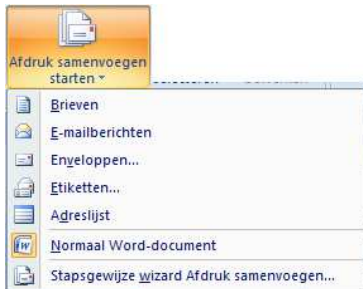 Afdruk samenvoegen
starten
Brieven
E-mailberichten
Enveloppen...
Etiketten...
Adreslijst
Normaal Word-document
Stapsgewijze wizard Afdruk samenvoegen...